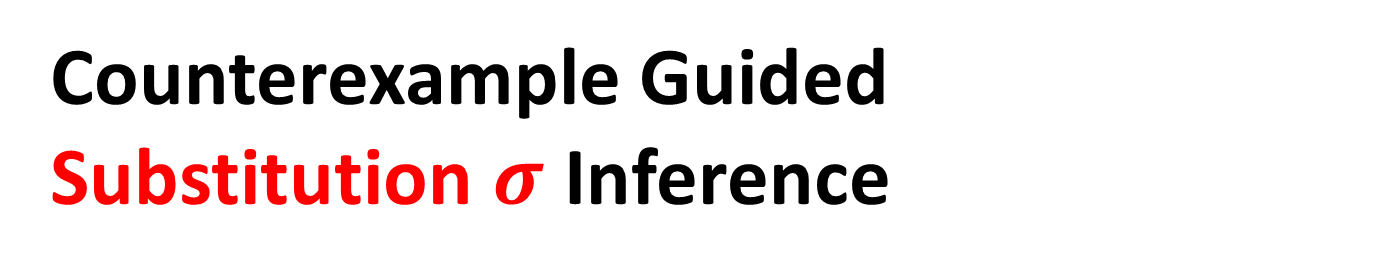 Counterexample Guided
Substitution σ Inference